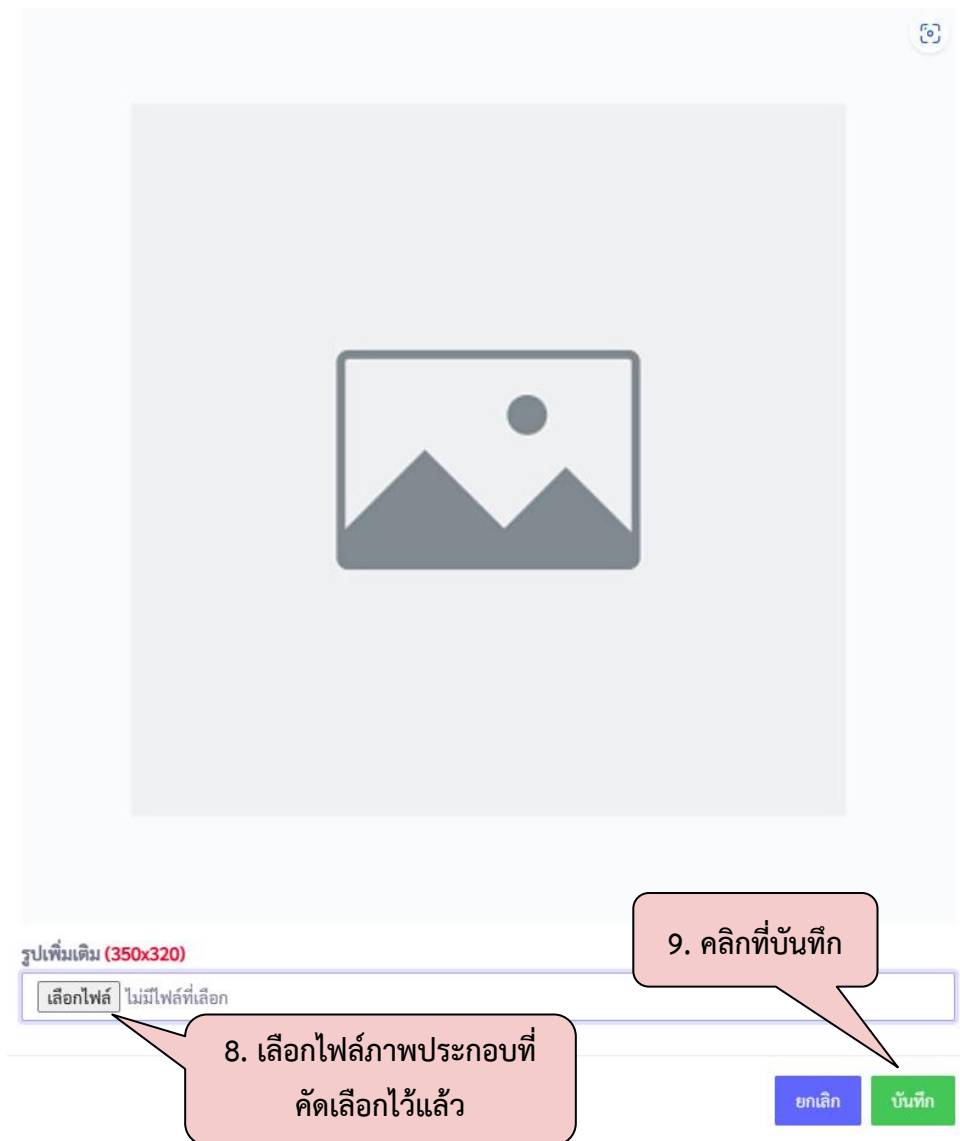 9. คลิกที่บันทึก
รูปเพิ่มเติม (350x320)
เลือกไฟล์ ไม่มีไฟล์ที่เลือก
8. เลือกไฟล์ภาพประกอบที่
คัดเลือกไว้แล้ว
ยกเลิก บันทึก